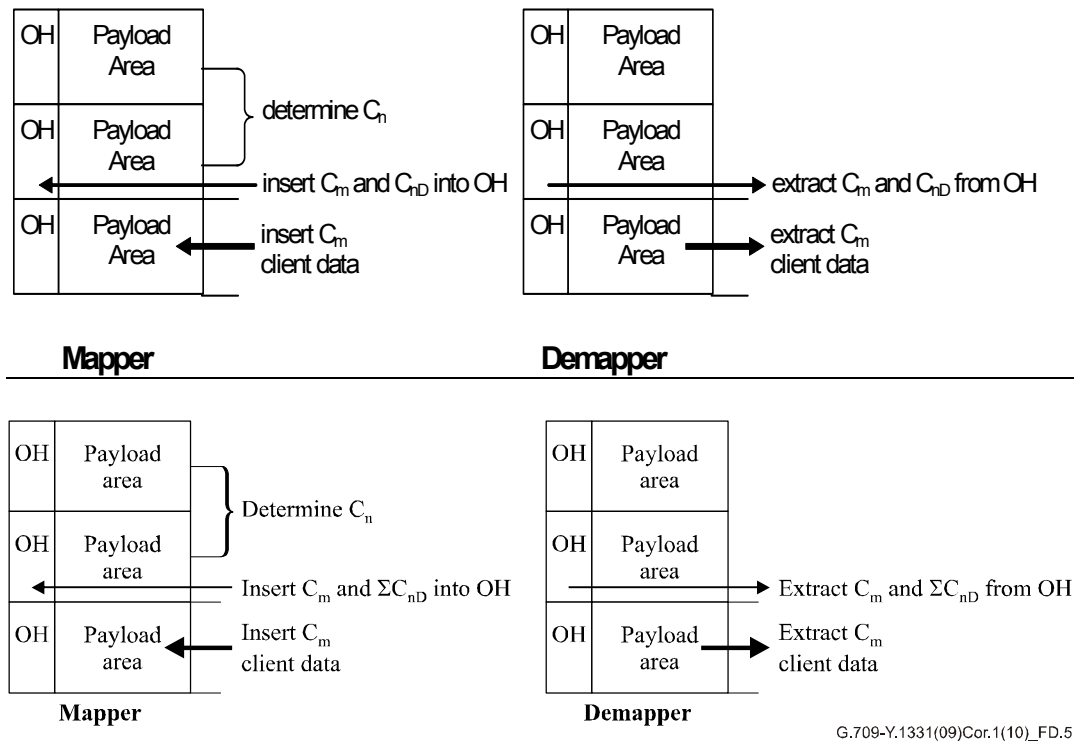 OH Payload Area
OH Payload Area
determine Cₙ
OH Payload Area
OH Payload Area
insert Cₘ and Cₙᴅ into OH
extract Cₘ and Cₙᴅ from OH
OH Payload Area
insert Cₘ
client data
OH Payload Area
extract Cₘ
client data
Mapper
Demapper
OH Payload area
OH Payload area
Determine Cₙ
OH Payload area
OH Payload area
Insert Cₘ and ΣCₙᴅ into OH
Extract Cₘ and ΣCₙᴅ from OH
OH Payload area
Insert Cₘ
client data
OH Payload area
Extract Cₘ
client data
Mapper
Demapper
G.709-Y.1331(09)Cor.1(10)_FD.5